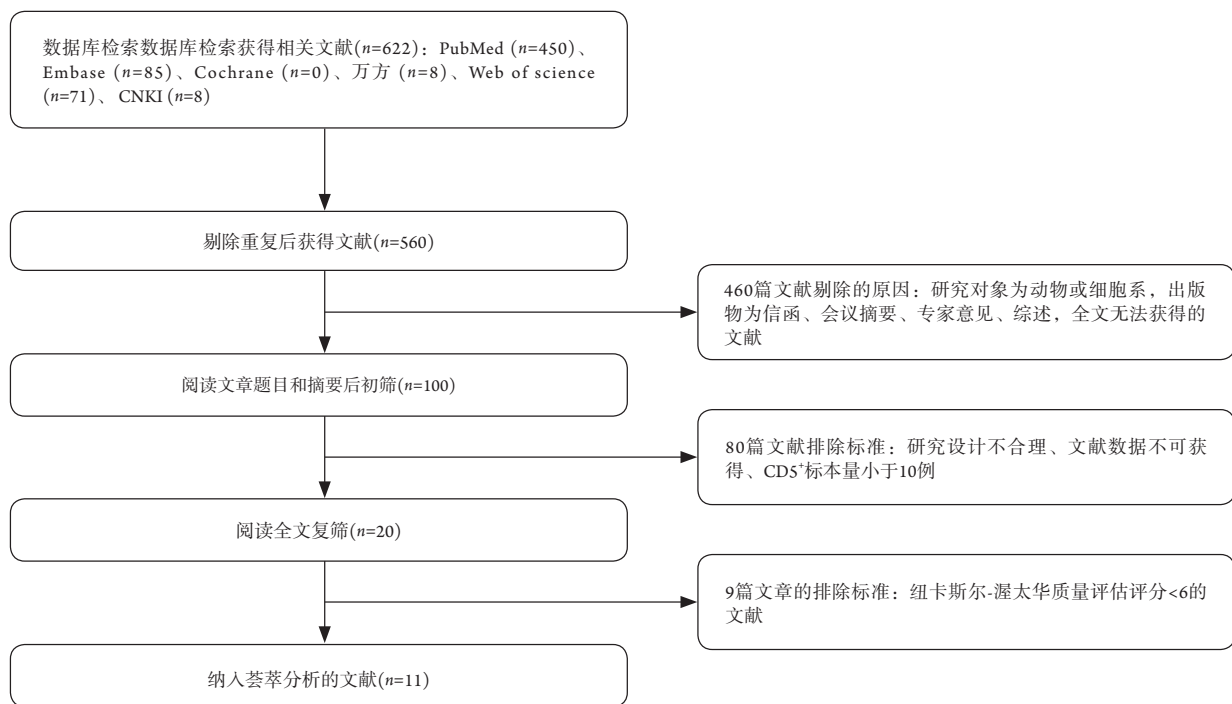 数据库检索数据库检索获得相关文献(n=622)：PubMed (n=450)、
Embase (n=85)、Cochrane (n=0)、万方 (n=8)、Web of science
(n=71)、 CNKI (n=8)
剔除重复后获得文献(n=560)
460篇文献剔除的原因：研究对象为动物或细胞系，出版
物为信函、会议摘要、专家意见、综述，全文无法获得的
文献
阅读文章题目和摘要后初筛(n=100)
80篇文献排除标准：研究设计不合理、文献数据不可获
得、CD5⁺标本量小于10例
阅读全文复筛(n=20)
9篇文章的排除标准：纽卡斯尔-渥太华质量评估评分<6的
文献
纳入荟萃分析的文献(n=11)